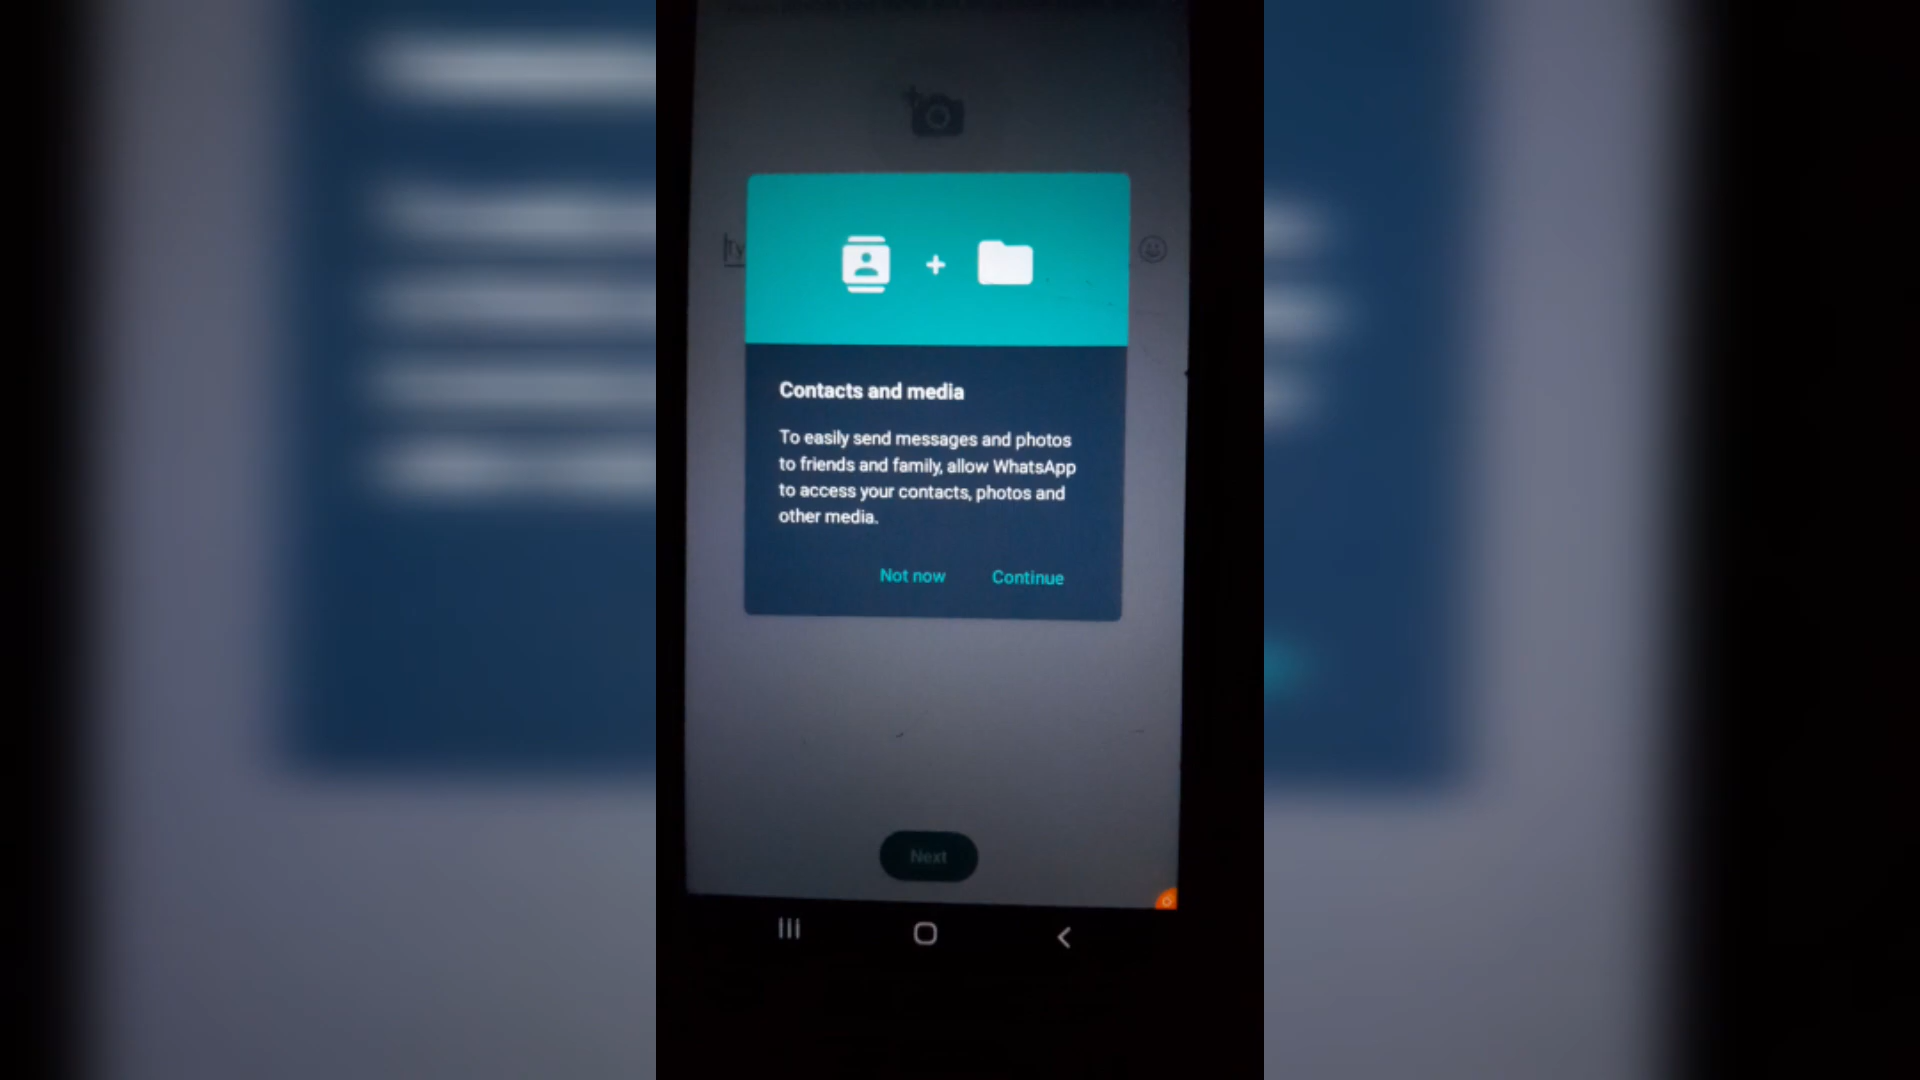 Ty
Contacts and media
To easily send messages and photos
to friends and family, allow WhatsApp
to access your contacts, photos and
other media.
Not now
Continue
Next